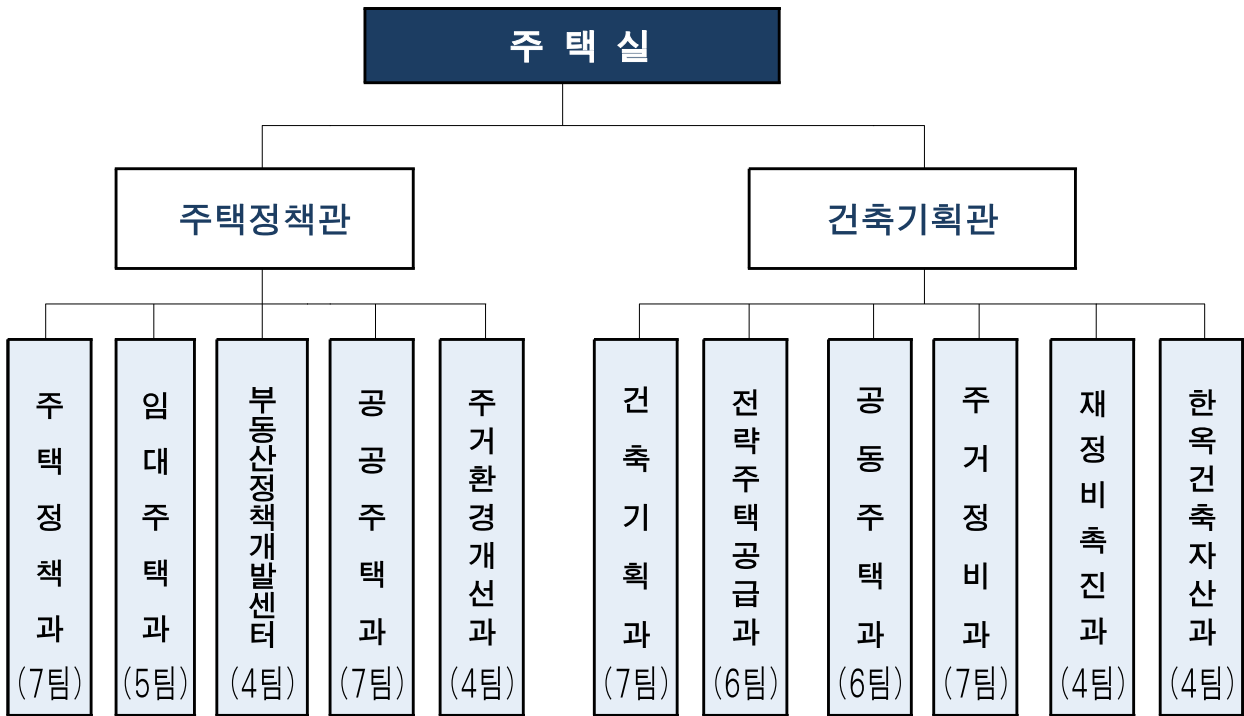 주 택 실
주택정책관
건축기획관
주택정책과
(7팀)
임대주택과
(5팀)
부동산정책개발센터
(4팀)
공공주택과
(7팀)
주거환경개선과
(4팀)
건축기획과
(7팀)
전략주택공급과
(6팀)
공동주택과
(6팀)
주거정비과
(7팀)
재정비촉진과
(4팀)
한옥건축자산과
(4팀)